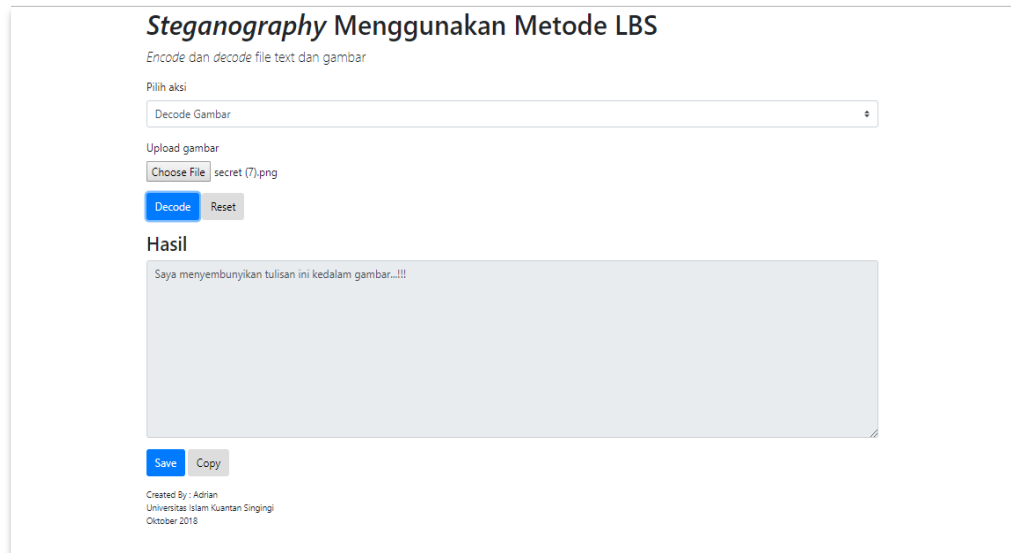 Steganography Menggunakan Metode LBS
Encode dan decode file text dan gambar
Pilih aksi
Decode Gambar
Upload gambar
Choose File secret (7).png
Decode Reset
Hasil
Saya menyembunyikan tulisan ini kedalam gambar...!!!
Save Copy
Created By : Adrian
Universitas Islam Kuantan Singingi
Oktober 2018